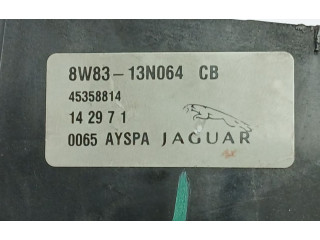 8W83-13N064 CB
45358814
14 29 7 1
0065 AYSPA JAGUAR